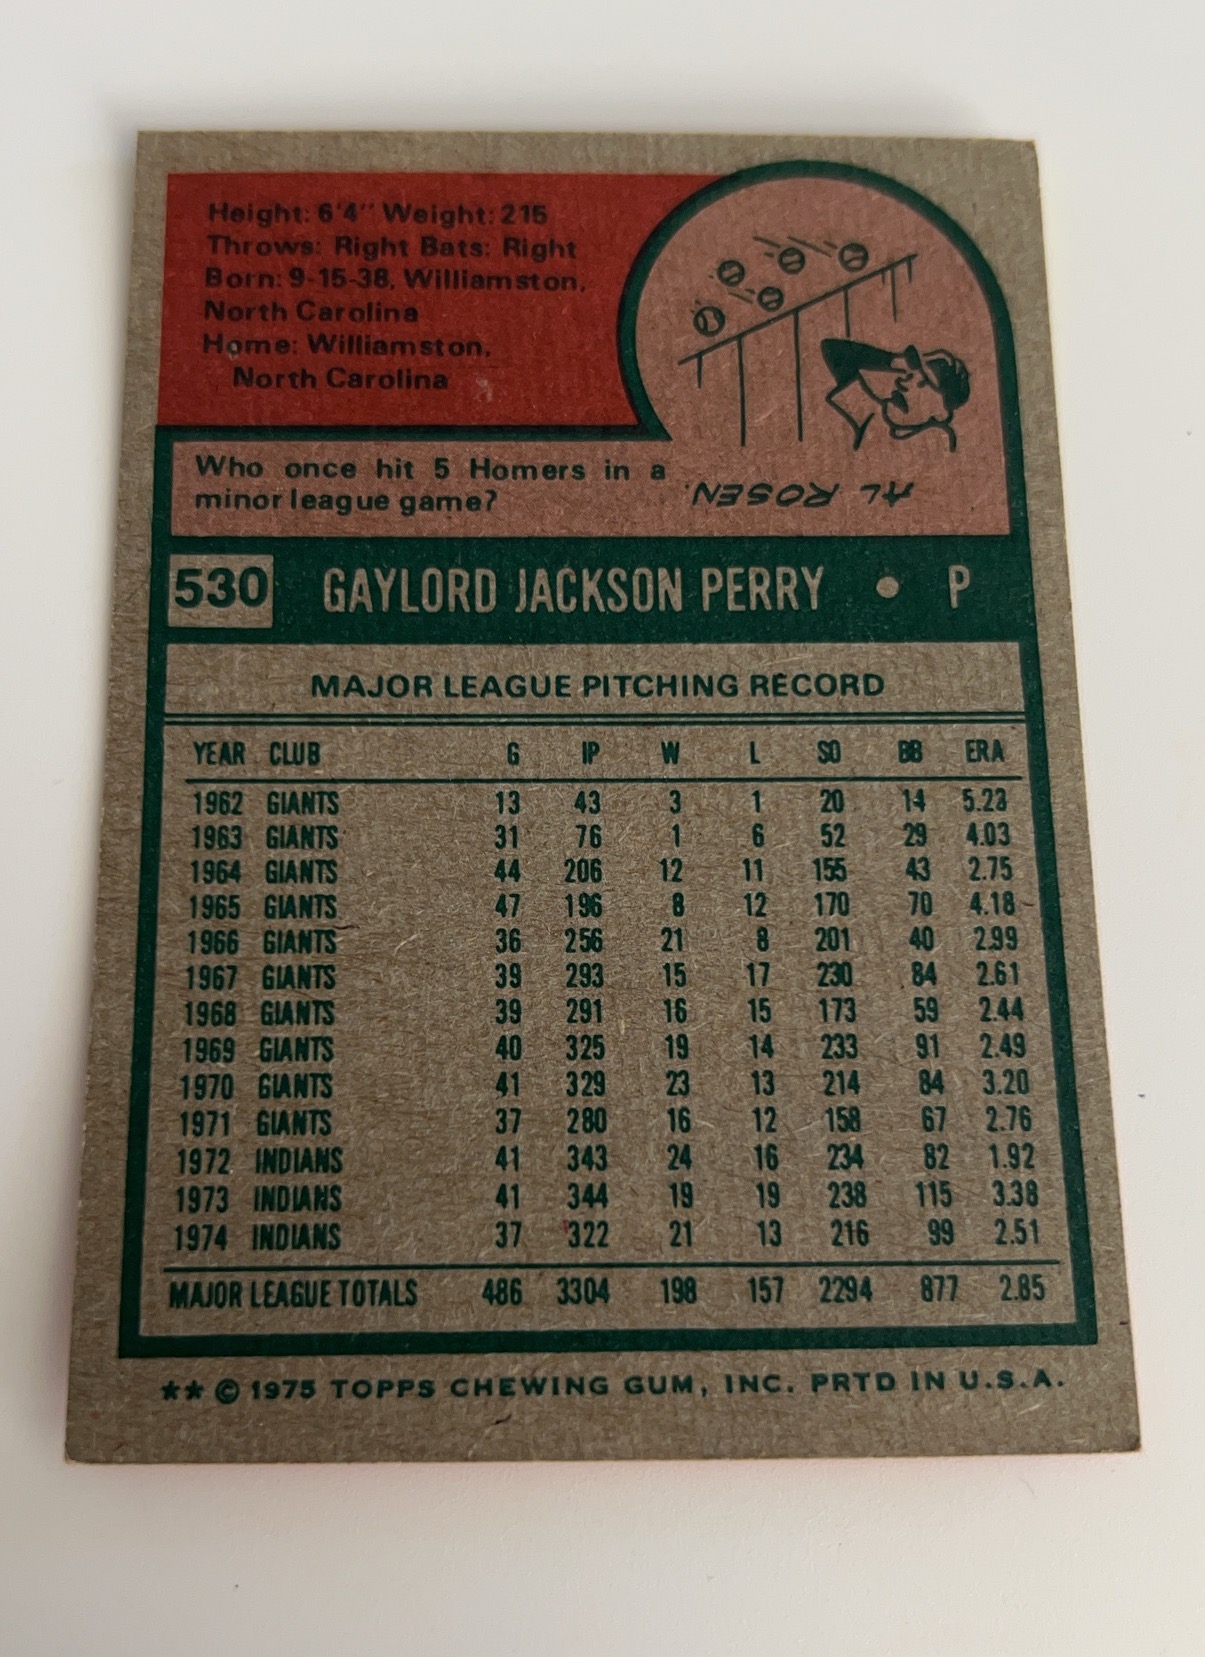 Height: 6'4" Weight: 215
Throws: Right Bats: Right
Born: 9-15-38, Williamston,
North Carolina
Home: Williamston,
North Carolina
Who once hit 5 Homers in a
minor league game?
AL ROSEN.
530 GAYLORD JACKSON PERRY • P
MAJOR LEAGUE PITCHING RECORD
YEAR CLUB G IP W L SO BB ERA
1962 GIANTS 13 43 3 1 20 14 5.23
1963 GIANTS 31 76 1 6 52 29 4.03
1964 GIANTS 44 206 12 11 155 43 2.75
1965 GIANTS 47 196 8 12 170 70 4.18
1966 GIANTS 36 256 21 8 201 40 2.99
1967 GIANTS 39 293 15 17 230 84 2.61
1968 GIANTS 39 291 16 15 173 59 2.44
1969 GIANTS 40 325 19 14 233 91 2.49
1970 GIANTS 41 329 23 13 214 84 3.20
1971 GIANTS 37 280 16 12 158 67 2.76
1972 INDIANS 41 343 24 16 234 82 1.92
1973 INDIANS 41 344 19 19 238 115 3.38
1974 INDIANS 37 322 21 13 216 99 2.51
MAJOR LEAGUE TOTALS 486 3304 198 157 2294 877 2.85
** © 1975 TOPPS CHEWING GUM, INC. PRTD IN U.S.A.